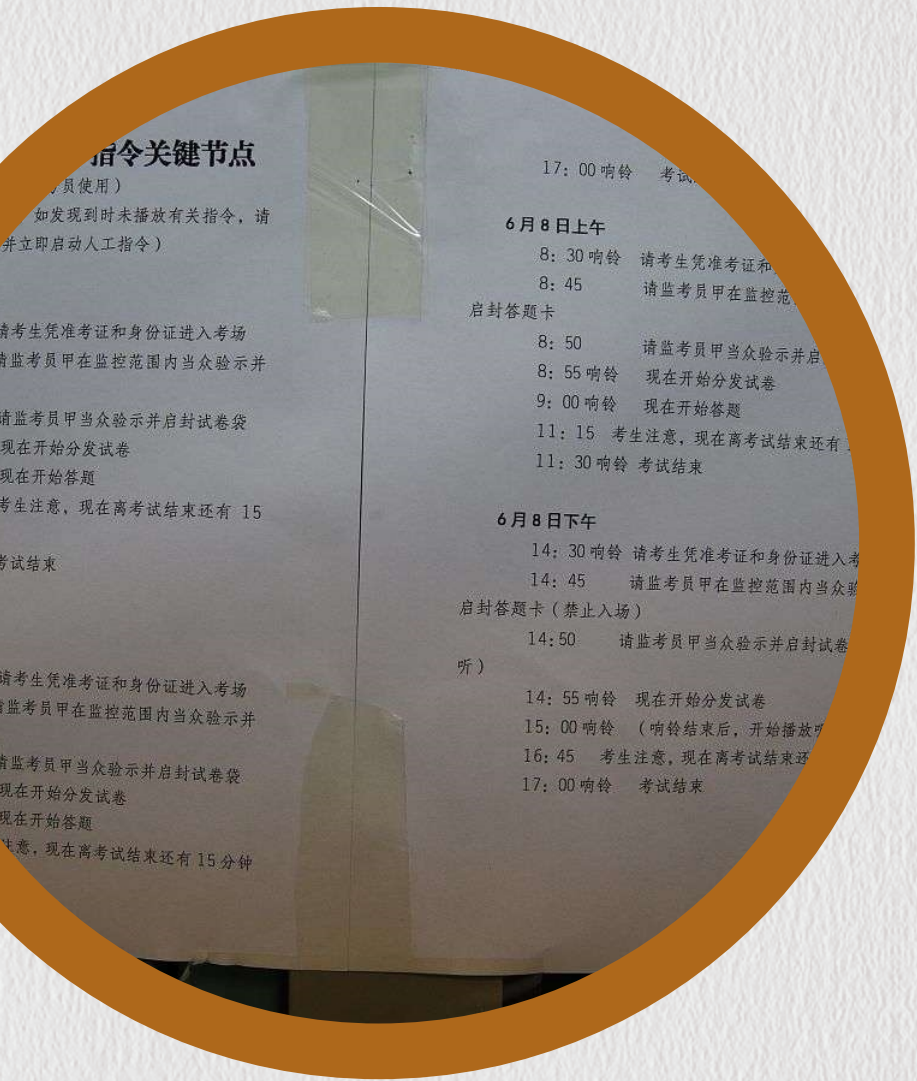 指令关键节点
员使用）
如发现到时未播放有关指令，请
并立即启动人工指令）
请考生凭准考证和身份证进入考场
请监考员甲在监控范围内当众验示并
请监考员甲当众验示并启封试卷袋
现在开始分发试卷
现在开始答题
考生注意，现在离考试结束还有 15
考试结束
请考生凭准考证和身份证进入考场
请监考员甲在监控范围内当众验示并
请监考员甲当众验示并启封试卷袋
现在开始分发试卷
现在开始答题
注意，现在离考试结束还有 15 分钟
17：00 响铃 考试
6 月 8 日上午
8：30 响铃 请考生凭准考证和
8：45 请监考员甲在监控范
启封答题卡
8：50 请监考员甲当众验示并启
8：55 响铃 现在开始分发试卷
9：00 响铃 现在开始答题
11：15 考生注意，现在离考试结束还有
11：30 响铃 考试结束
6 月 8 日下午
14：30 响铃 请考生凭准考证和身份证进入考
14：45 请监考员甲在监控范围内当众验
启封答题卡（禁止入场）
14:50 请监考员甲当众验示并启封试卷
听）
14：55 响铃 现在开始分发试卷
15：00 响铃 （响铃结束后，开始播放听
16：45 考生注意，现在离考试结束还
17：00 响铃 考试结束